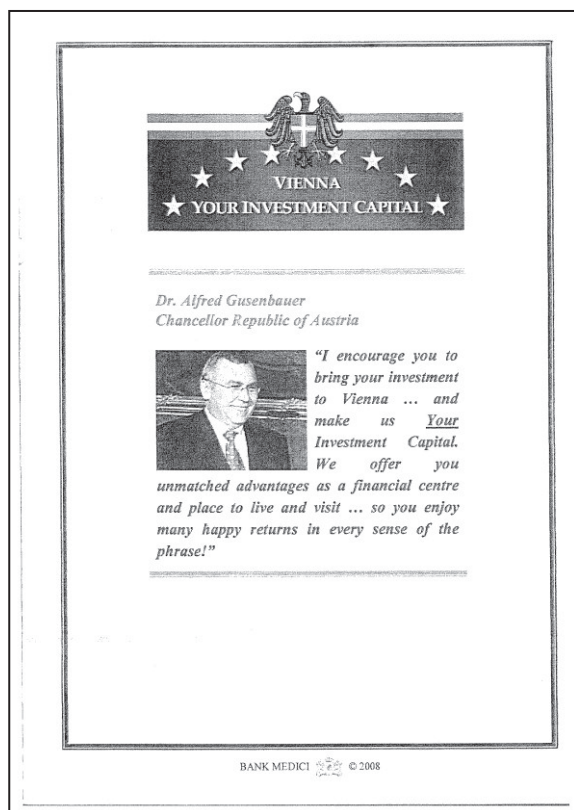 VIENNA
YOUR INVESTMENT CAPITAL
Dr. Alfred Gusenbauer
Chancellor Republic of Austria
"I encourage you to
bring your investment
to Vienna ... and
make us Your
Investment Capital.
We offer you
unmatched advantages as a financial centre
and place to live and visit ... so you enjoy
many happy returns in every sense of the
phrase!"
BANK MEDICI © 2008